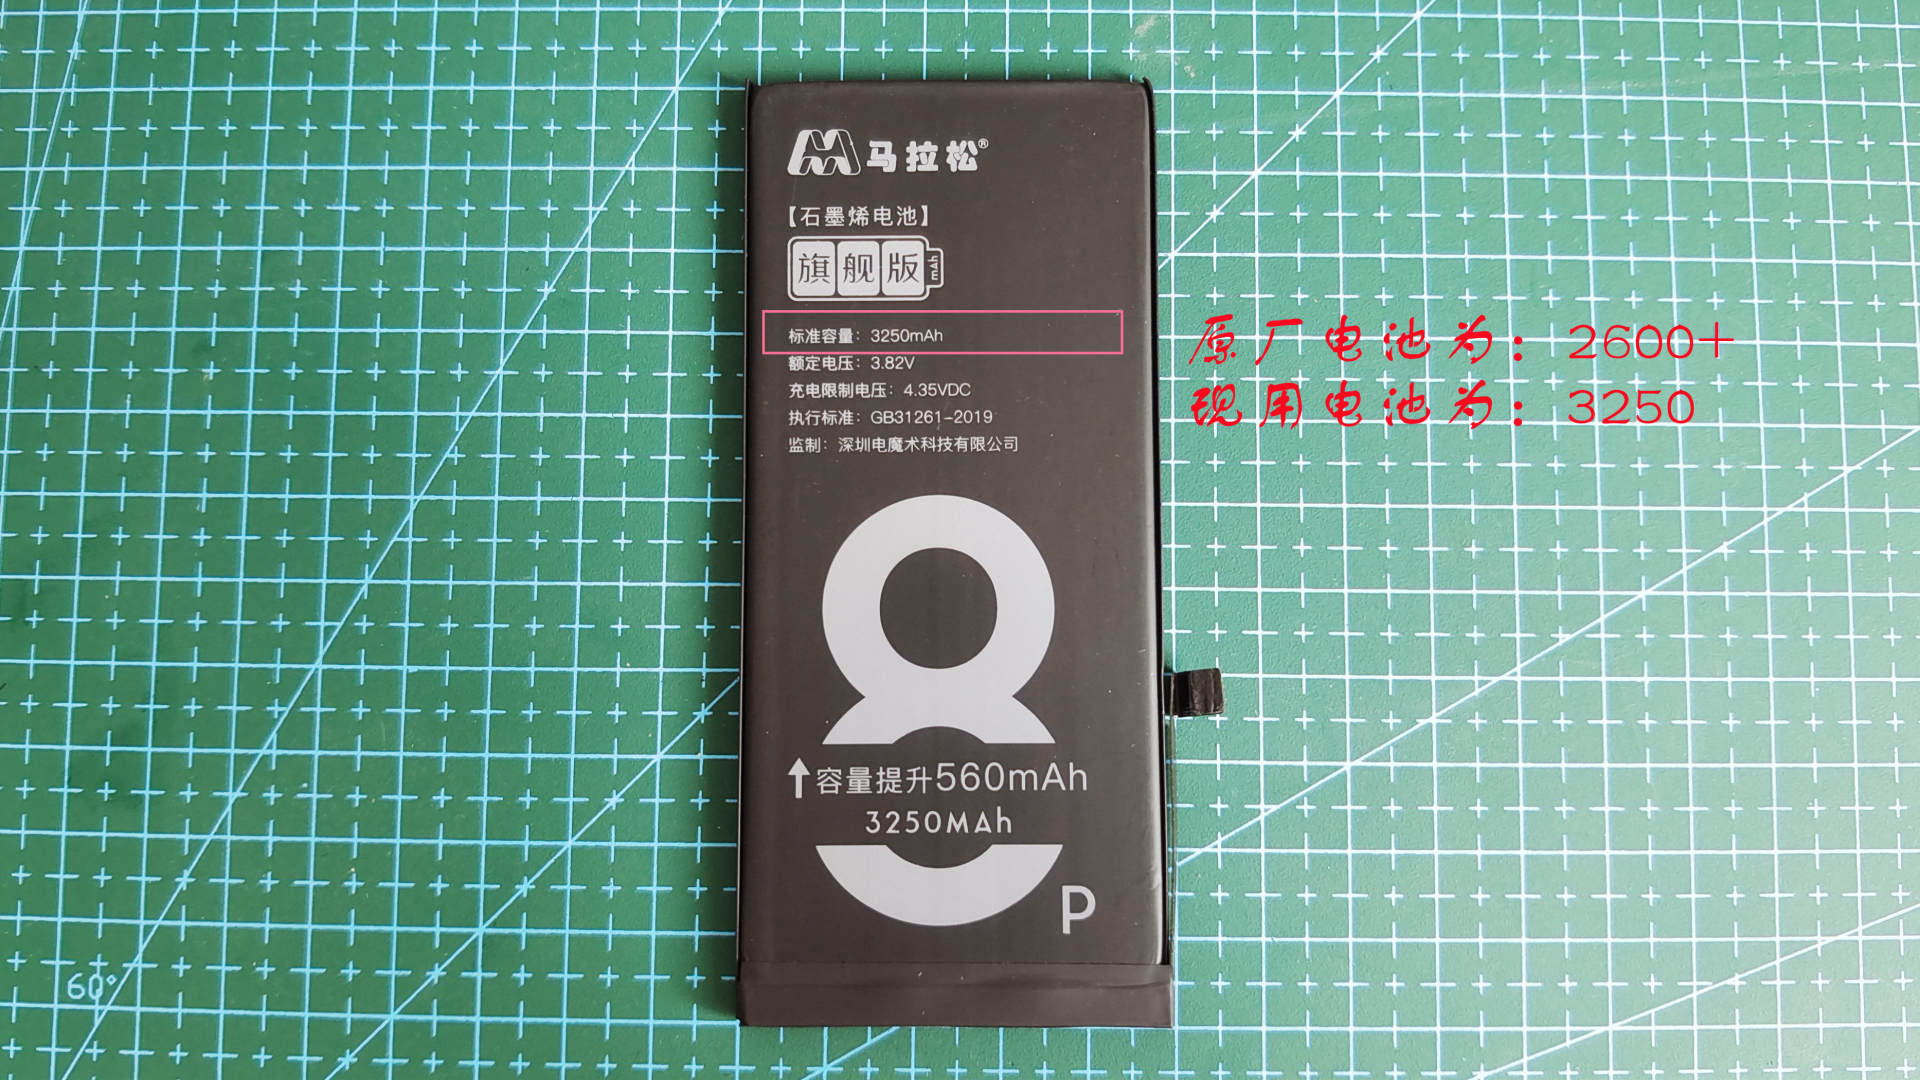 马拉松®
【石墨烯电池】
旗舰版 mAh
标准容量：3250mAh
额定电压：3.82V
充电限制电压：4.35VDC
执行标准：GB31261-2019
监制：深圳电魔术科技有限公司
原厂电池为：2600+
现用电池为：3250
8
↑容量提升560mAh
3250MAh
P
60°